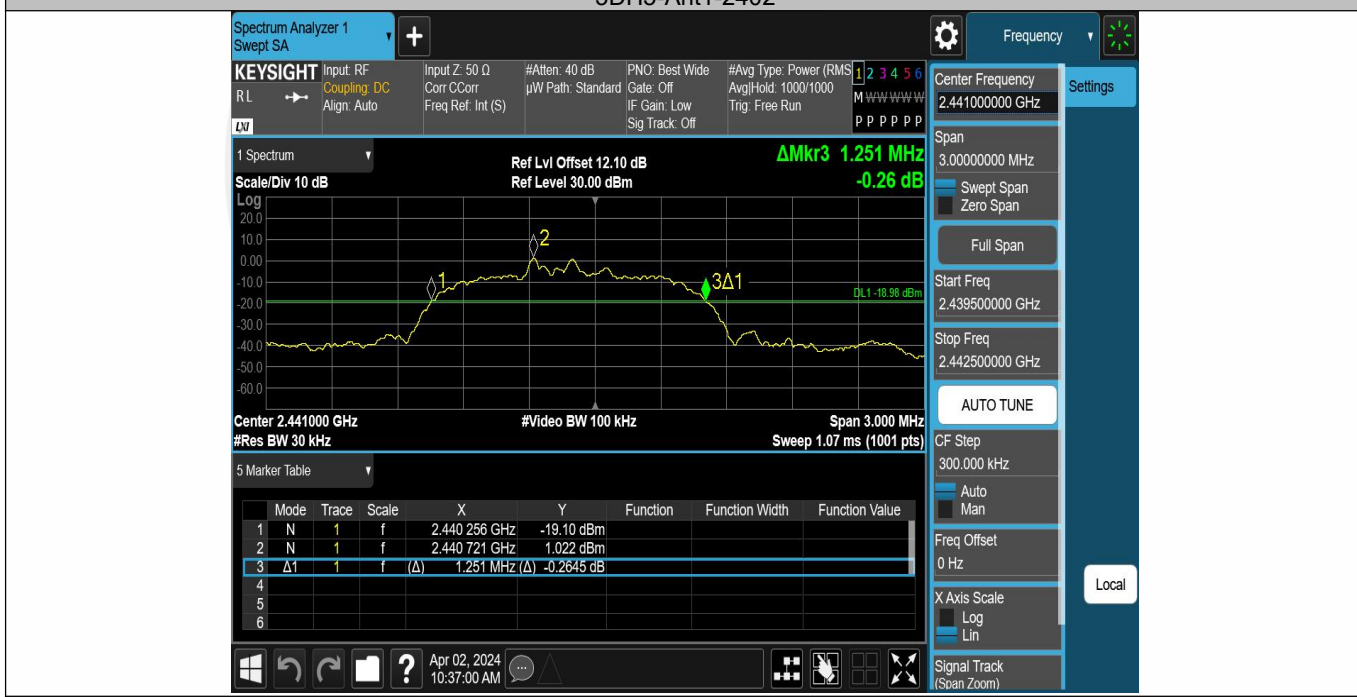 3DH5-Ant1-2402
Spectrum Analyzer 1
Swept SA
Frequency
KEYSIGHT
Input: RF
Input Z: 50 Ω
#Atten: 40 dB
PNO: Best Wide
#Avg Type: Power (RMS
1 2 3 4 5 6
RL
Coupling: DC
Corr CCorr
µW Path: Standard
Gate: Off
Avg|Hold: 1000/1000
M W W W W W
Align: Auto
Freq Ref: Int (S)
IF Gain: Low
Trig: Free Run
LXI
Sig Track: Off
P P P P P P
Center Frequency
2.441000000 GHz
Settings
1 Spectrum
Ref Lvl Offset 12.10 dB
ΔMkr3 1.251 MHz
Scale/Div 10 dB
Ref Level 30.00 dBm
-0.26 dB
Log
20.0
10.0
0.00
-10.0
-20.0
-30.0
-40.0
-50.0
-60.0
1
2
3Δ1
DL1 -18.98 dBm
Center 2.441000 GHz
#Video BW 100 kHz
Span 3.000 MHz
#Res BW 30 kHz
Sweep 1.07 ms (1001 pts)
Span
3.00000000 MHz
Swept Span
Zero Span
Full Span
Start Freq
2.439500000 GHz
Stop Freq
2.442500000 GHz
AUTO TUNE
CF Step
300.000 kHz
Auto
Man
Freq Offset
0 Hz
X Axis Scale
Log
Lin
Signal Track
(Span Zoom)
Local
5 Marker Table
Mode Trace Scale X Y Function Function Width Function Value
1 N 1 f 2.440 256 GHz -19.10 dBm
2 N 1 f 2.440 721 GHz 1.022 dBm
3 Δ1 1 f (Δ) 1.251 MHz (Δ) -0.2645 dB
4
5
6
?
Apr 02, 2024
10:37:00 AM